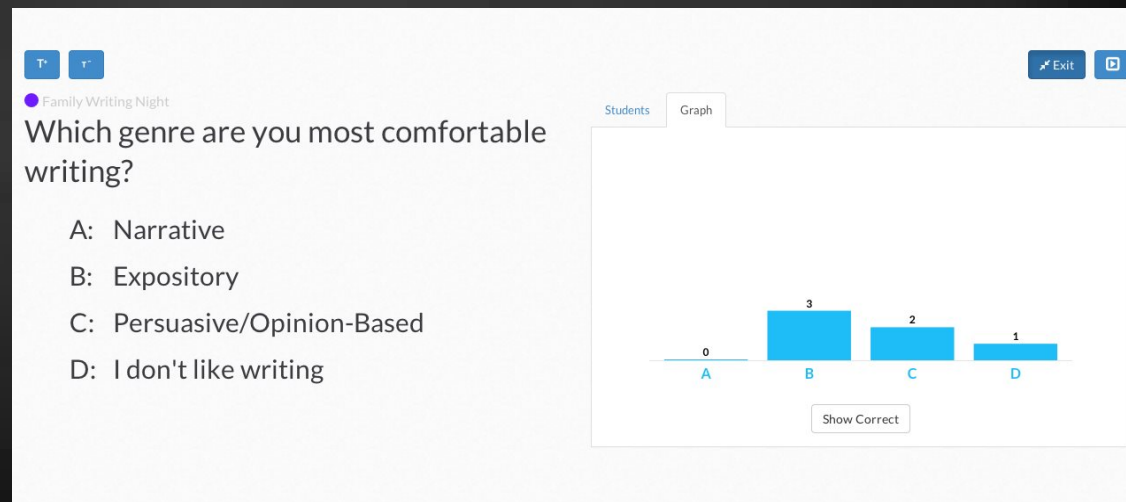 T+ T-
Exit
Family Writing Night
Which genre are you most comfortable
writing?
A: Narrative
B: Expository
C: Persuasive/Opinion-Based
D: I don't like writing
Students Graph
0 3 2 1
A B C D
Show Correct